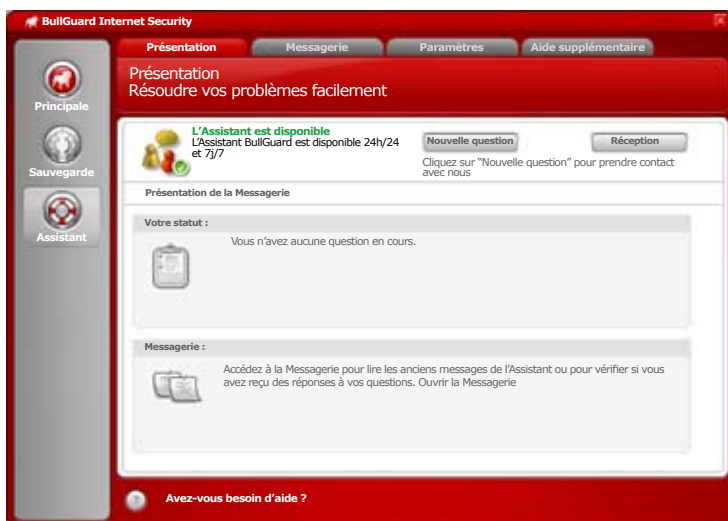 BullGuard Internet Security
Présentation
Messagerie
Paramètres
Aide supplémentaire
Présentation
Résoudre vos problèmes facilement
Principale
Sauvegarde
Assistant
L'Assistant est disponible
L'Assistant BullGuard est disponible 24h/24
et 7j/7
Nouvelle question
Réception
Cliquez sur "Nouvelle question" pour prendre contact
avec nous
Présentation de la Messagerie
Votre statut :
Vous n'avez aucune question en cours.
Messagerie :
Accédez à la Messagerie pour lire les anciens messages de l'Assistant ou pour vérifier si vous
avez reçu des réponses à vos questions. Ouvrir la Messagerie
Avez-vous besoin d'aide ?